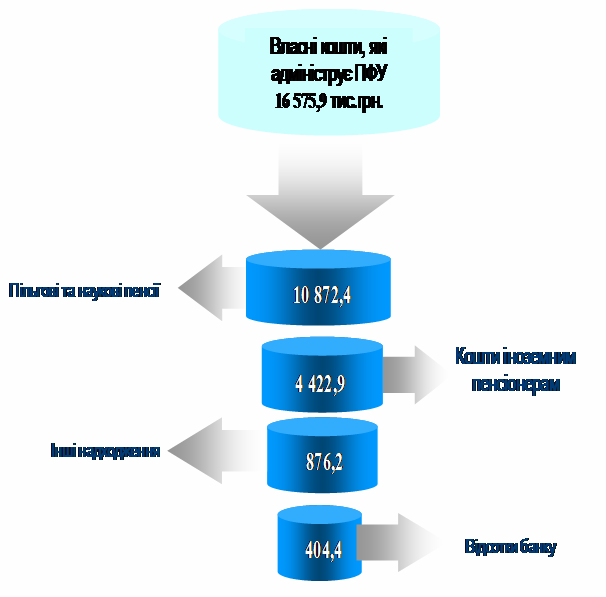 Власні кошти, які
адмініструє ПФУ
16 575,9 тис.грн.
10 872,4
Пільгові та наукові пенсії
4 422,9
Кошти іноземним
пенсіонерам
876,2
Інші надходження
404,4
Відсотки банку